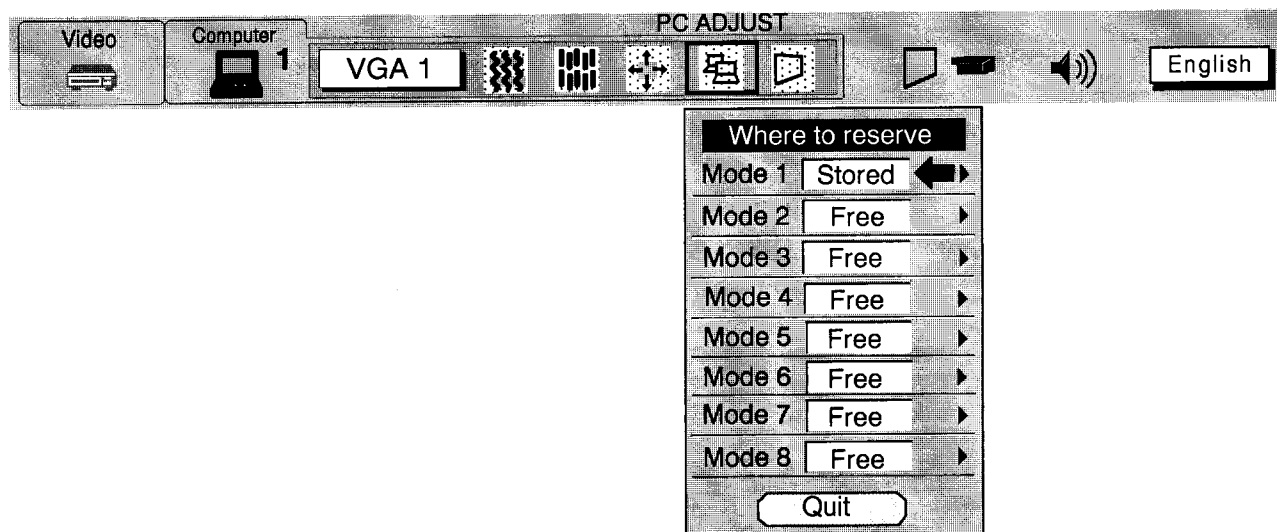 PC ADJUST
Video
Computer
1
VGA 1
English
Where to reserve
Mode 1 Stored
Mode 2 Free
Mode 3 Free
Mode 4 Free
Mode 5 Free
Mode 6 Free
Mode 7 Free
Mode 8 Free
Quit